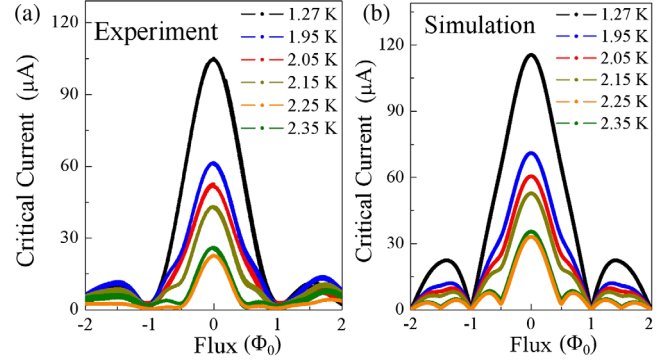 (a)
Experiment
1.27 K
1.95 K
2.05 K
2.15 K
2.25 K
2.35 K
Critical Current (μA)
120
90
60
30
0
-2 -1 0 1 2
Flux (Φ0)
(b)
Simulation
1.27 K
1.95 K
2.05 K
2.15 K
2.25 K
2.35 K
Critical Current (μA)
120
90
60
30
0
-2 -1 0 1 2
Flux (Φ0)